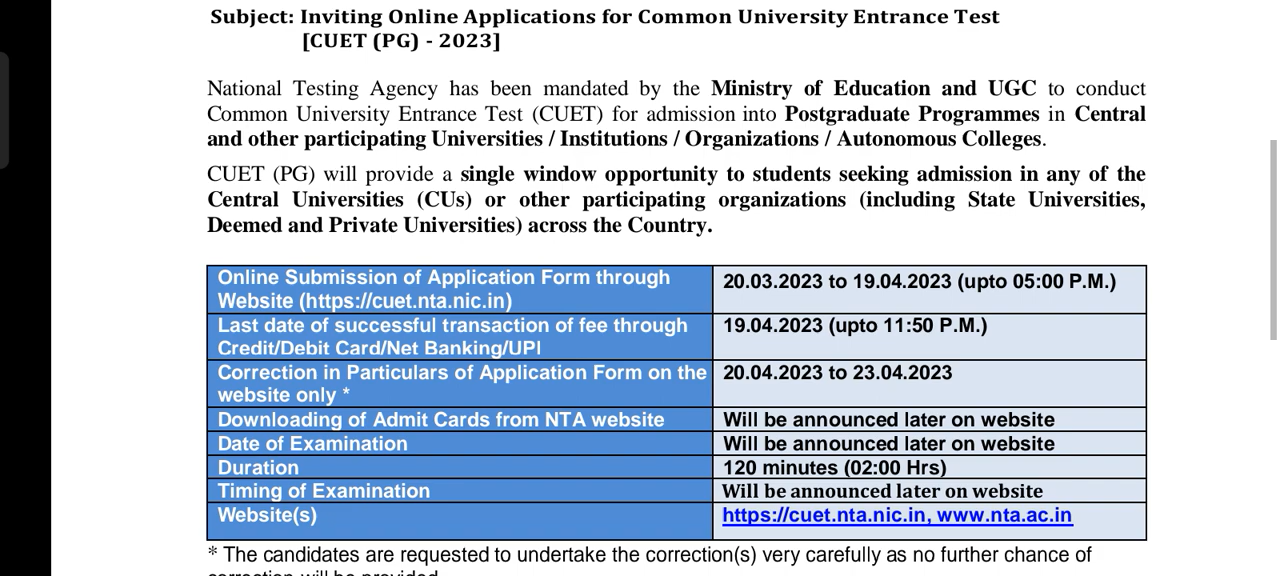 Subject: Inviting Online Applications for Common University Entrance Test
[CUET (PG) - 2023]
National Testing Agency has been mandated by the Ministry of Education and UGC to conduct
Common University Entrance Test (CUET) for admission into Postgraduate Programmes in Central
and other participating Universities / Institutions / Organizations / Autonomous Colleges.
CUET (PG) will provide a single window opportunity to students seeking admission in any of the
Central Universities (CUs) or other participating organizations (including State Universities,
Deemed and Private Universities) across the Country.
Online Submission of Application Form through
Website (https://cuet.nta.nic.in)
20.03.2023 to 19.04.2023 (upto 05:00 P.M.)
Last date of successful transaction of fee through
Credit/Debit Card/Net Banking/UPI
19.04.2023 (upto 11:50 P.M.)
Correction in Particulars of Application Form on the
website only *
20.04.2023 to 23.04.2023
Downloading of Admit Cards from NTA website
Will be announced later on website
Date of Examination
Will be announced later on website
Duration
120 minutes (02:00 Hrs)
Timing of Examination
Will be announced later on website
Website(s)
https://cuet.nta.nic.in, www.nta.ac.in
* The candidates are requested to undertake the correction(s) very carefully as no further chance of
correction will be provided